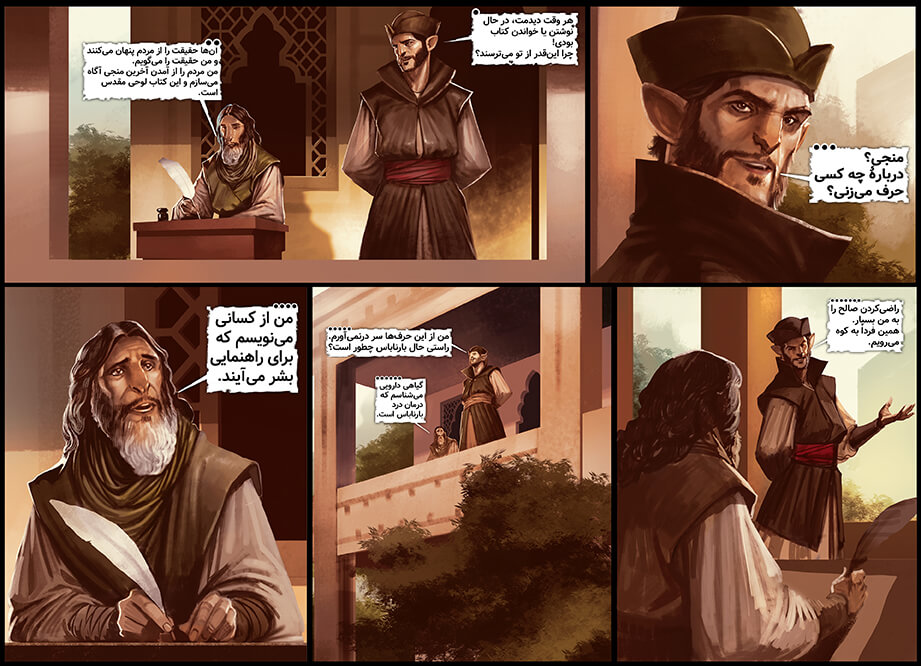 هر وقت دیدمت، در حال
نوشتن یا خواندن کتاب
بودی!
چرا این‌قدر از تو می‌ترسند؟
آن‌ها حقیقت را از مردم پنهان می‌کنند
و من حقیقت را می‌گویم.
من مردم را از آمدن آخرین منجی آگاه
می‌سازم و این کتاب لوحی مقدس
است.
منجی؟
دربارهٔ چه کسی
حرف می‌زنی؟
راضی‌کردن صالح را
به من بسپار.
همین فردا به کوه
می‌رویم.
من از این حرف‌ها سر درنمی‌آورم.
راستی حال بارناباس چطور است؟
گیاهی دارویی
می‌شناسم که
درمان درد
بارناباس است.
من از کسانی
می‌نویسم که
برای راهنمایی
بشر می‌آیند.